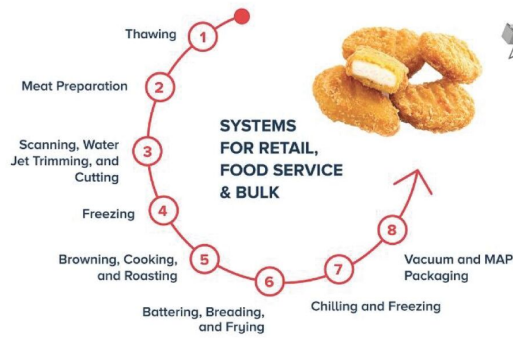 Thawing
1
Meat Preparation
2
Scanning, Water
Jet Trimming, and
Cutting
3
Freezing
4
Browning, Cooking,
and Roasting
5
Battering, Breading,
and Frying
6
Chilling and Freezing
7
Vacuum and MAP
Packaging
8
SYSTEMS
FOR RETAIL,
FOOD SERVICE
& BULK